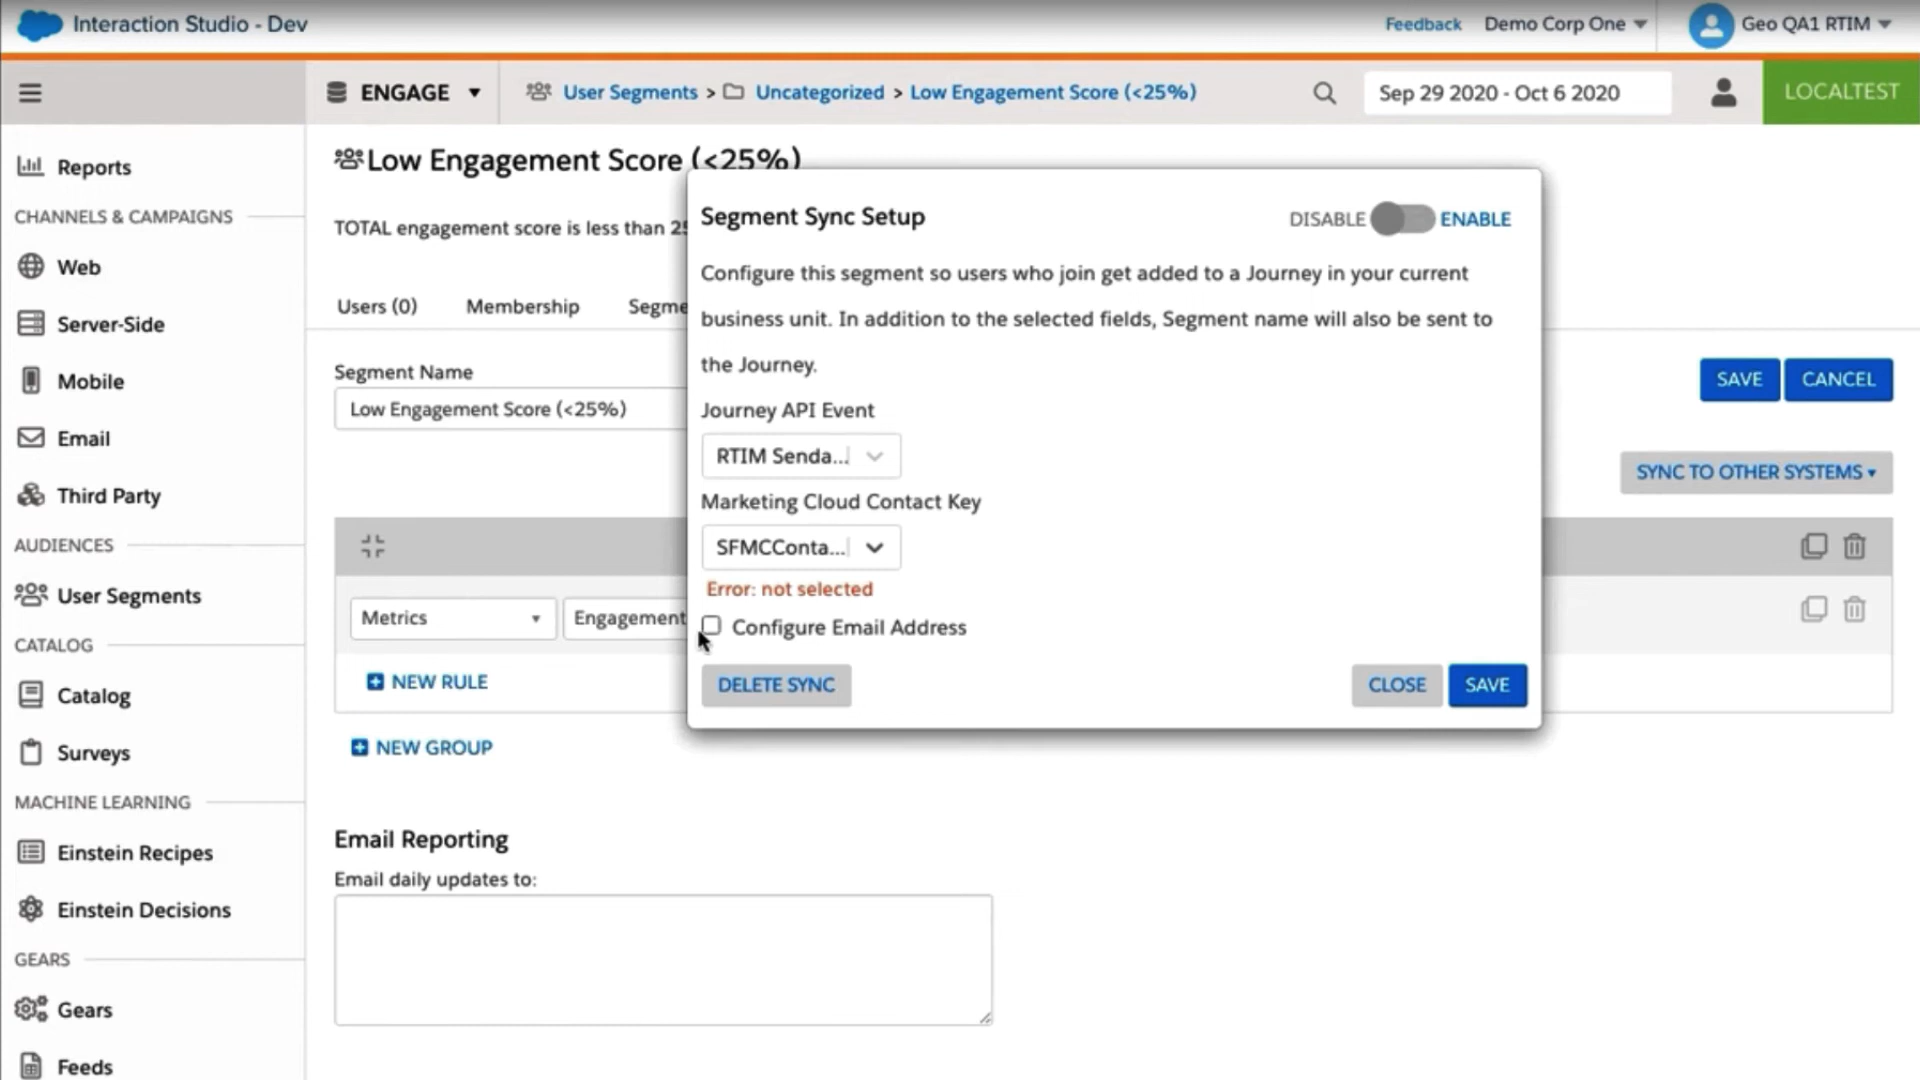 Interaction Studio - Dev
Feedback
Demo Corp One
Geo QA1 RTIM
ENGAGE
User Segments > Uncategorized > Low Engagement Score (<25%)
Sep 29 2020 - Oct 6 2020
LOCALTEST
Reports
CHANNELS & CAMPAIGNS
Web
Server-Side
Mobile
Email
Third Party
AUDIENCES
User Segments
CATALOG
Catalog
Surveys
MACHINE LEARNING
Einstein Recipes
Einstein Decisions
GEARS
Gears
Feeds
Low Engagement Score (<25%)
TOTAL engagement score is less than 25
Users (0)
Membership
Segme
Segment Name
Low Engagement Score (<25%)
SAVE
CANCEL
SYNC TO OTHER SYSTEMS
Metrics
Engagement
NEW RULE
NEW GROUP
Email Reporting
Email daily updates to:
Segment Sync Setup
DISABLE
ENABLE
Configure this segment so users who join get added to a Journey in your current
business unit. In addition to the selected fields, Segment name will also be sent to
the Journey.
Journey API Event
RTIM Senda...
Marketing Cloud Contact Key
SFMCConta...
Error: not selected
Configure Email Address
DELETE SYNC
CLOSE
SAVE